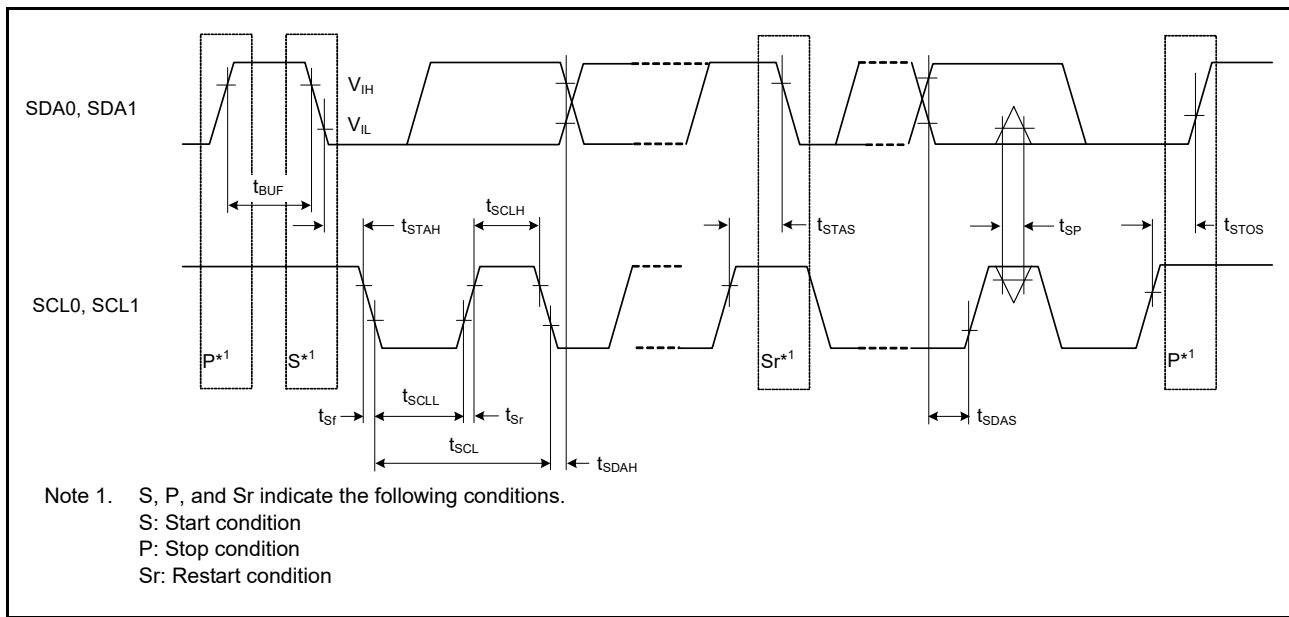 SDA0, SDA1
VIH
VIL
tBUF
tSTAH
tSCLH
tSTAS
tSP
tSTOS
SCL0, SCL1
P*1
S*1
Sr*1
P*1
tSf
tSCLL
tSr
tSDAS
tSCL
tSDAH
Note 1. S, P, and Sr indicate the following conditions.
S: Start condition
P: Stop condition
Sr: Restart condition